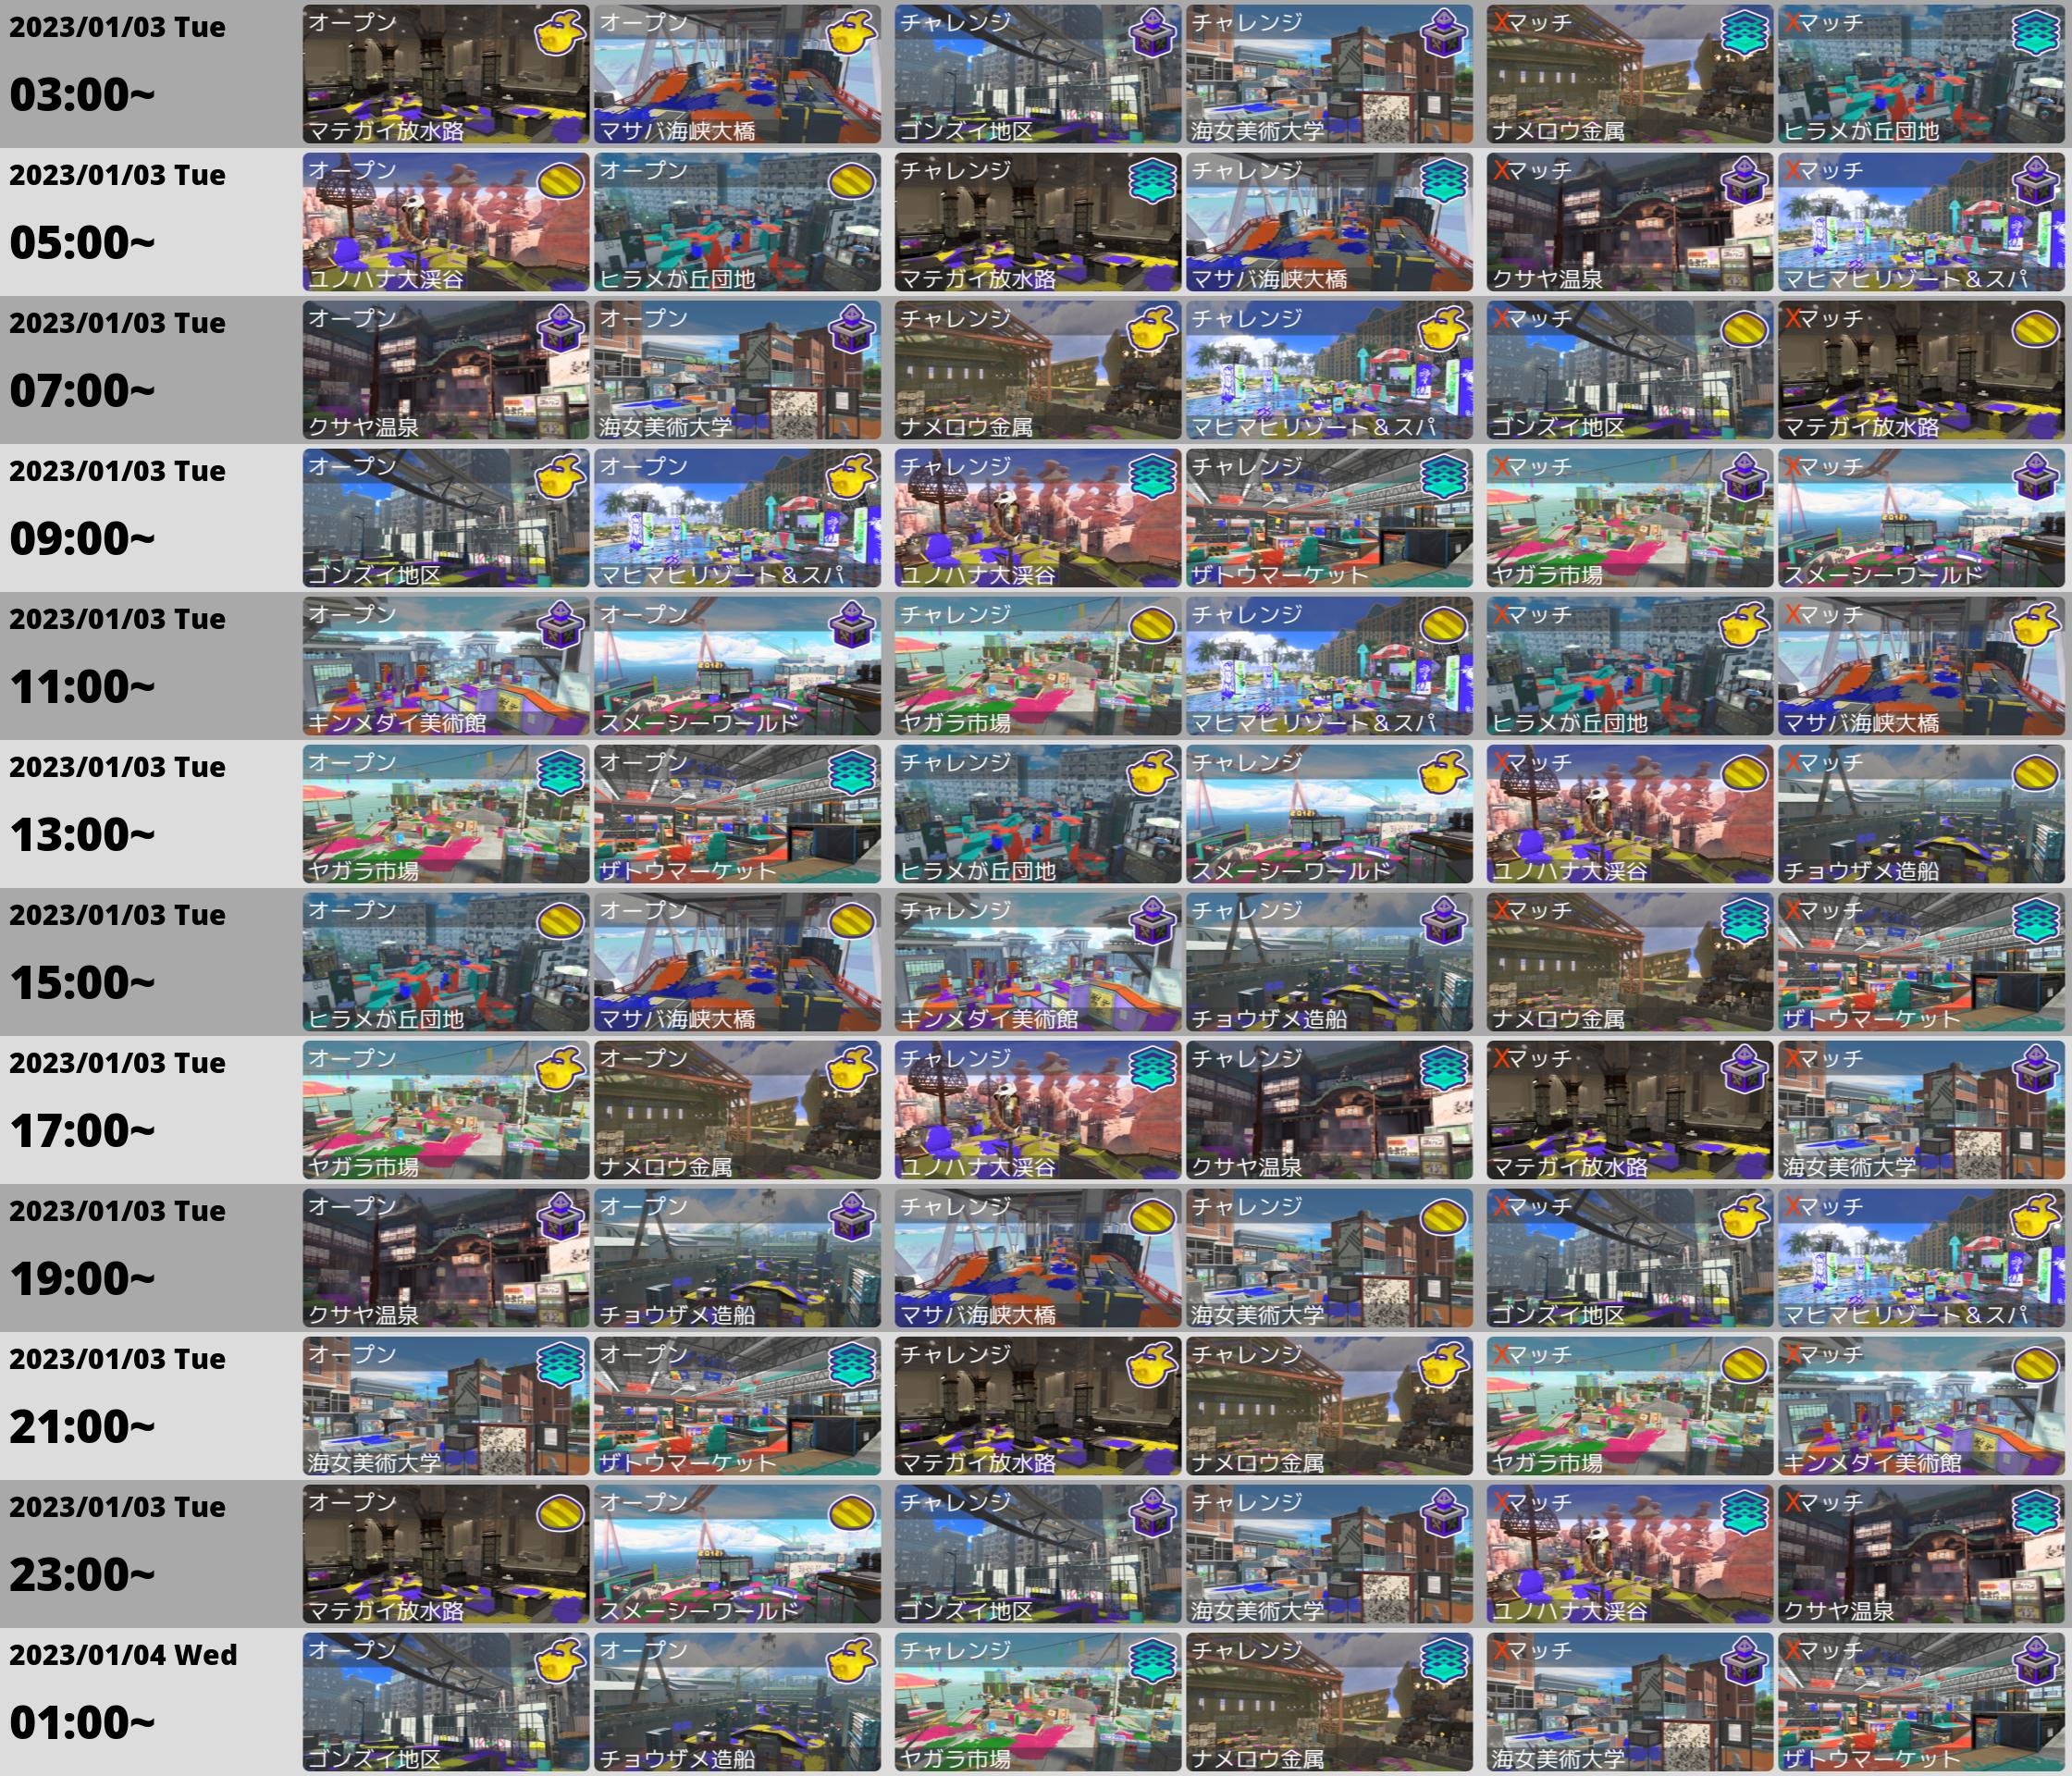 2023/01/03 Tue
03:00~
オープン オープン チャレンジ チャレンジ Xマッチ Xマッチ
マテガイ放水路 マサバ海峡大橋 ゴンズイ地区 海女美術大学 ナメロウ金属 ヒラメが丘団地
2023/01/03 Tue
05:00~
オープン オープン チャレンジ チャレンジ Xマッチ Xマッチ
ユノハナ大渓谷 ヒラメが丘団地 マテガイ放水路 マサバ海峡大橋 クサヤ温泉 マヒマヒリゾート＆スパ
2023/01/03 Tue
07:00~
オープン オープン チャレンジ チャレンジ Xマッチ Xマッチ
クサヤ温泉 海女美術大学 ナメロウ金属 マヒマヒリゾート＆スパ ゴンズイ地区 マテガイ放水路
2023/01/03 Tue
09:00~
オープン オープン チャレンジ チャレンジ Xマッチ Xマッチ
ゴンズイ地区 マヒマヒリゾート＆スパ ユノハナ大渓谷 ザトウマーケット ヤガラ市場 スメーシーワールド
2023/01/03 Tue
11:00~
オープン オープン チャレンジ チャレンジ Xマッチ Xマッチ
キンメダイ美術館 スメーシーワールド ヤガラ市場 マヒマヒリゾート＆スパ ヒラメが丘団地 マサバ海峡大橋
2023/01/03 Tue
13:00~
オープン オープン チャレンジ チャレンジ Xマッチ Xマッチ
ヤガラ市場 ザトウマーケット ヒラメが丘団地 スメーシーワールド ユノハナ大渓谷 チョウザメ造船
2023/01/03 Tue
15:00~
オープン オープン チャレンジ チャレンジ Xマッチ Xマッチ
ヒラメが丘団地 マサバ海峡大橋 キンメダイ美術館 チョウザメ造船 ナメロウ金属 ザトウマーケット
2023/01/03 Tue
17:00~
オープン オープン チャレンジ チャレンジ Xマッチ Xマッチ
ヤガラ市場 ナメロウ金属 ユノハナ大渓谷 クサヤ温泉 マテガイ放水路 海女美術大学
2023/01/03 Tue
19:00~
オープン オープン チャレンジ チャレンジ Xマッチ Xマッチ
クサヤ温泉 チョウザメ造船 マサバ海峡大橋 海女美術大学 ゴンズイ地区 マヒマヒリゾート＆スパ
2023/01/03 Tue
21:00~
オープン オープン チャレンジ チャレンジ Xマッチ Xマッチ
海女美術大学 ザトウマーケット マテガイ放水路 ナメロウ金属 ヤガラ市場 キンメダイ美術館
2023/01/03 Tue
23:00~
オープン オープン チャレンジ チャレンジ Xマッチ Xマッチ
マテガイ放水路 スメーシーワールド ゴンズイ地区 海女美術大学 ユノハナ大渓谷 クサヤ温泉
2023/01/04 Wed
01:00~
オープン オープン チャレンジ チャレンジ Xマッチ Xマッチ
ゴンズイ地区 チョウザメ造船 ヤガラ市場 ナメロウ金属 海女美術大学 ザトウマーケット